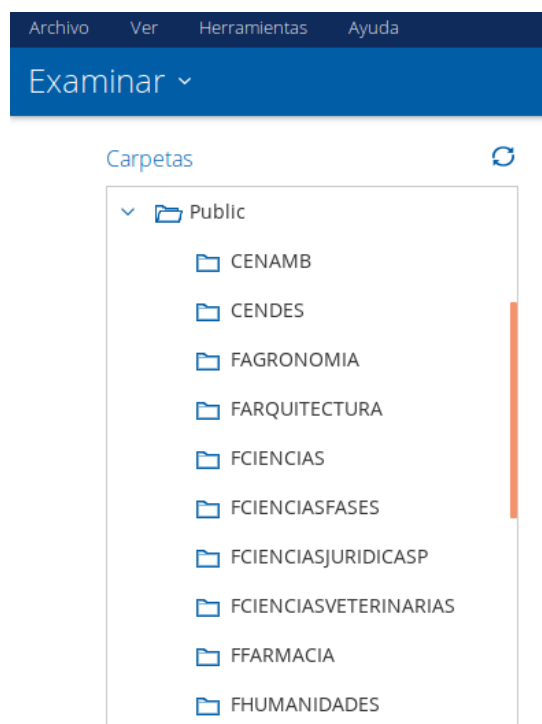 Archivo Ver Herramientas Ayuda
Examinar
Carpetas
Public
CENAMB
CENDES
FAGRONOMIA
FARQUITECTURA
FCIENCIAS
FCIENCIASFASES
FCIENCIASJURIDICASP
FCIENCIASVETERINARIAS
FFARMACIA
FHUMANIDADES